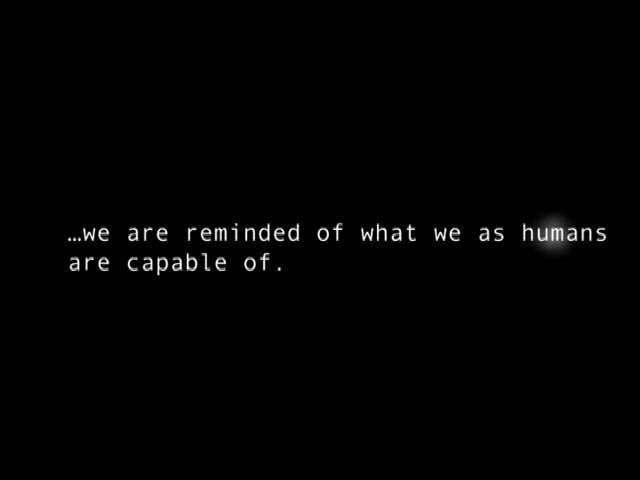 …we are reminded of what we as humans
are capable of.